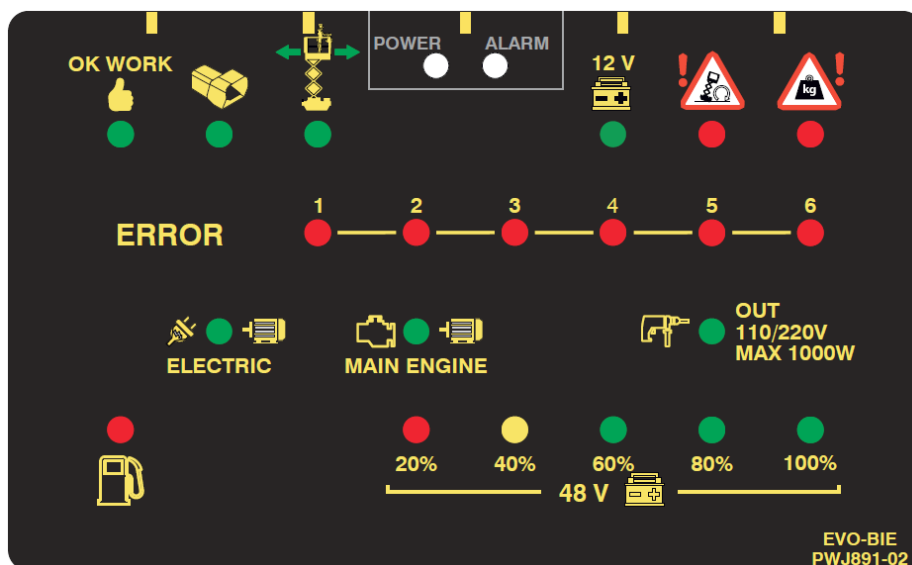 POWER ALARM
OK WORK
12 V
! !
kg
ERROR
1 2 3 4 5 6
ELECTRIC
MAIN ENGINE
OUT
110/220V
MAX 1000W
20% 40% 60% 80% 100%
48 V
EVO-BIE
PWJ891-02